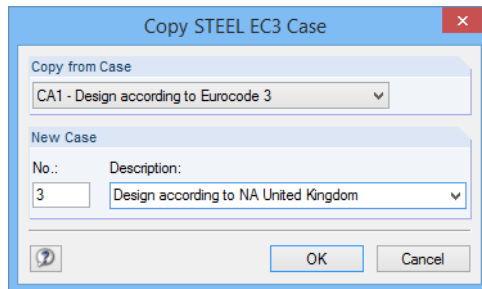 Copy STEEL EC3 Case
Copy from Case
CA1 - Design according to Eurocode 3
New Case
No.: Description:
3 Design according to NA United Kingdom
OK Cancel